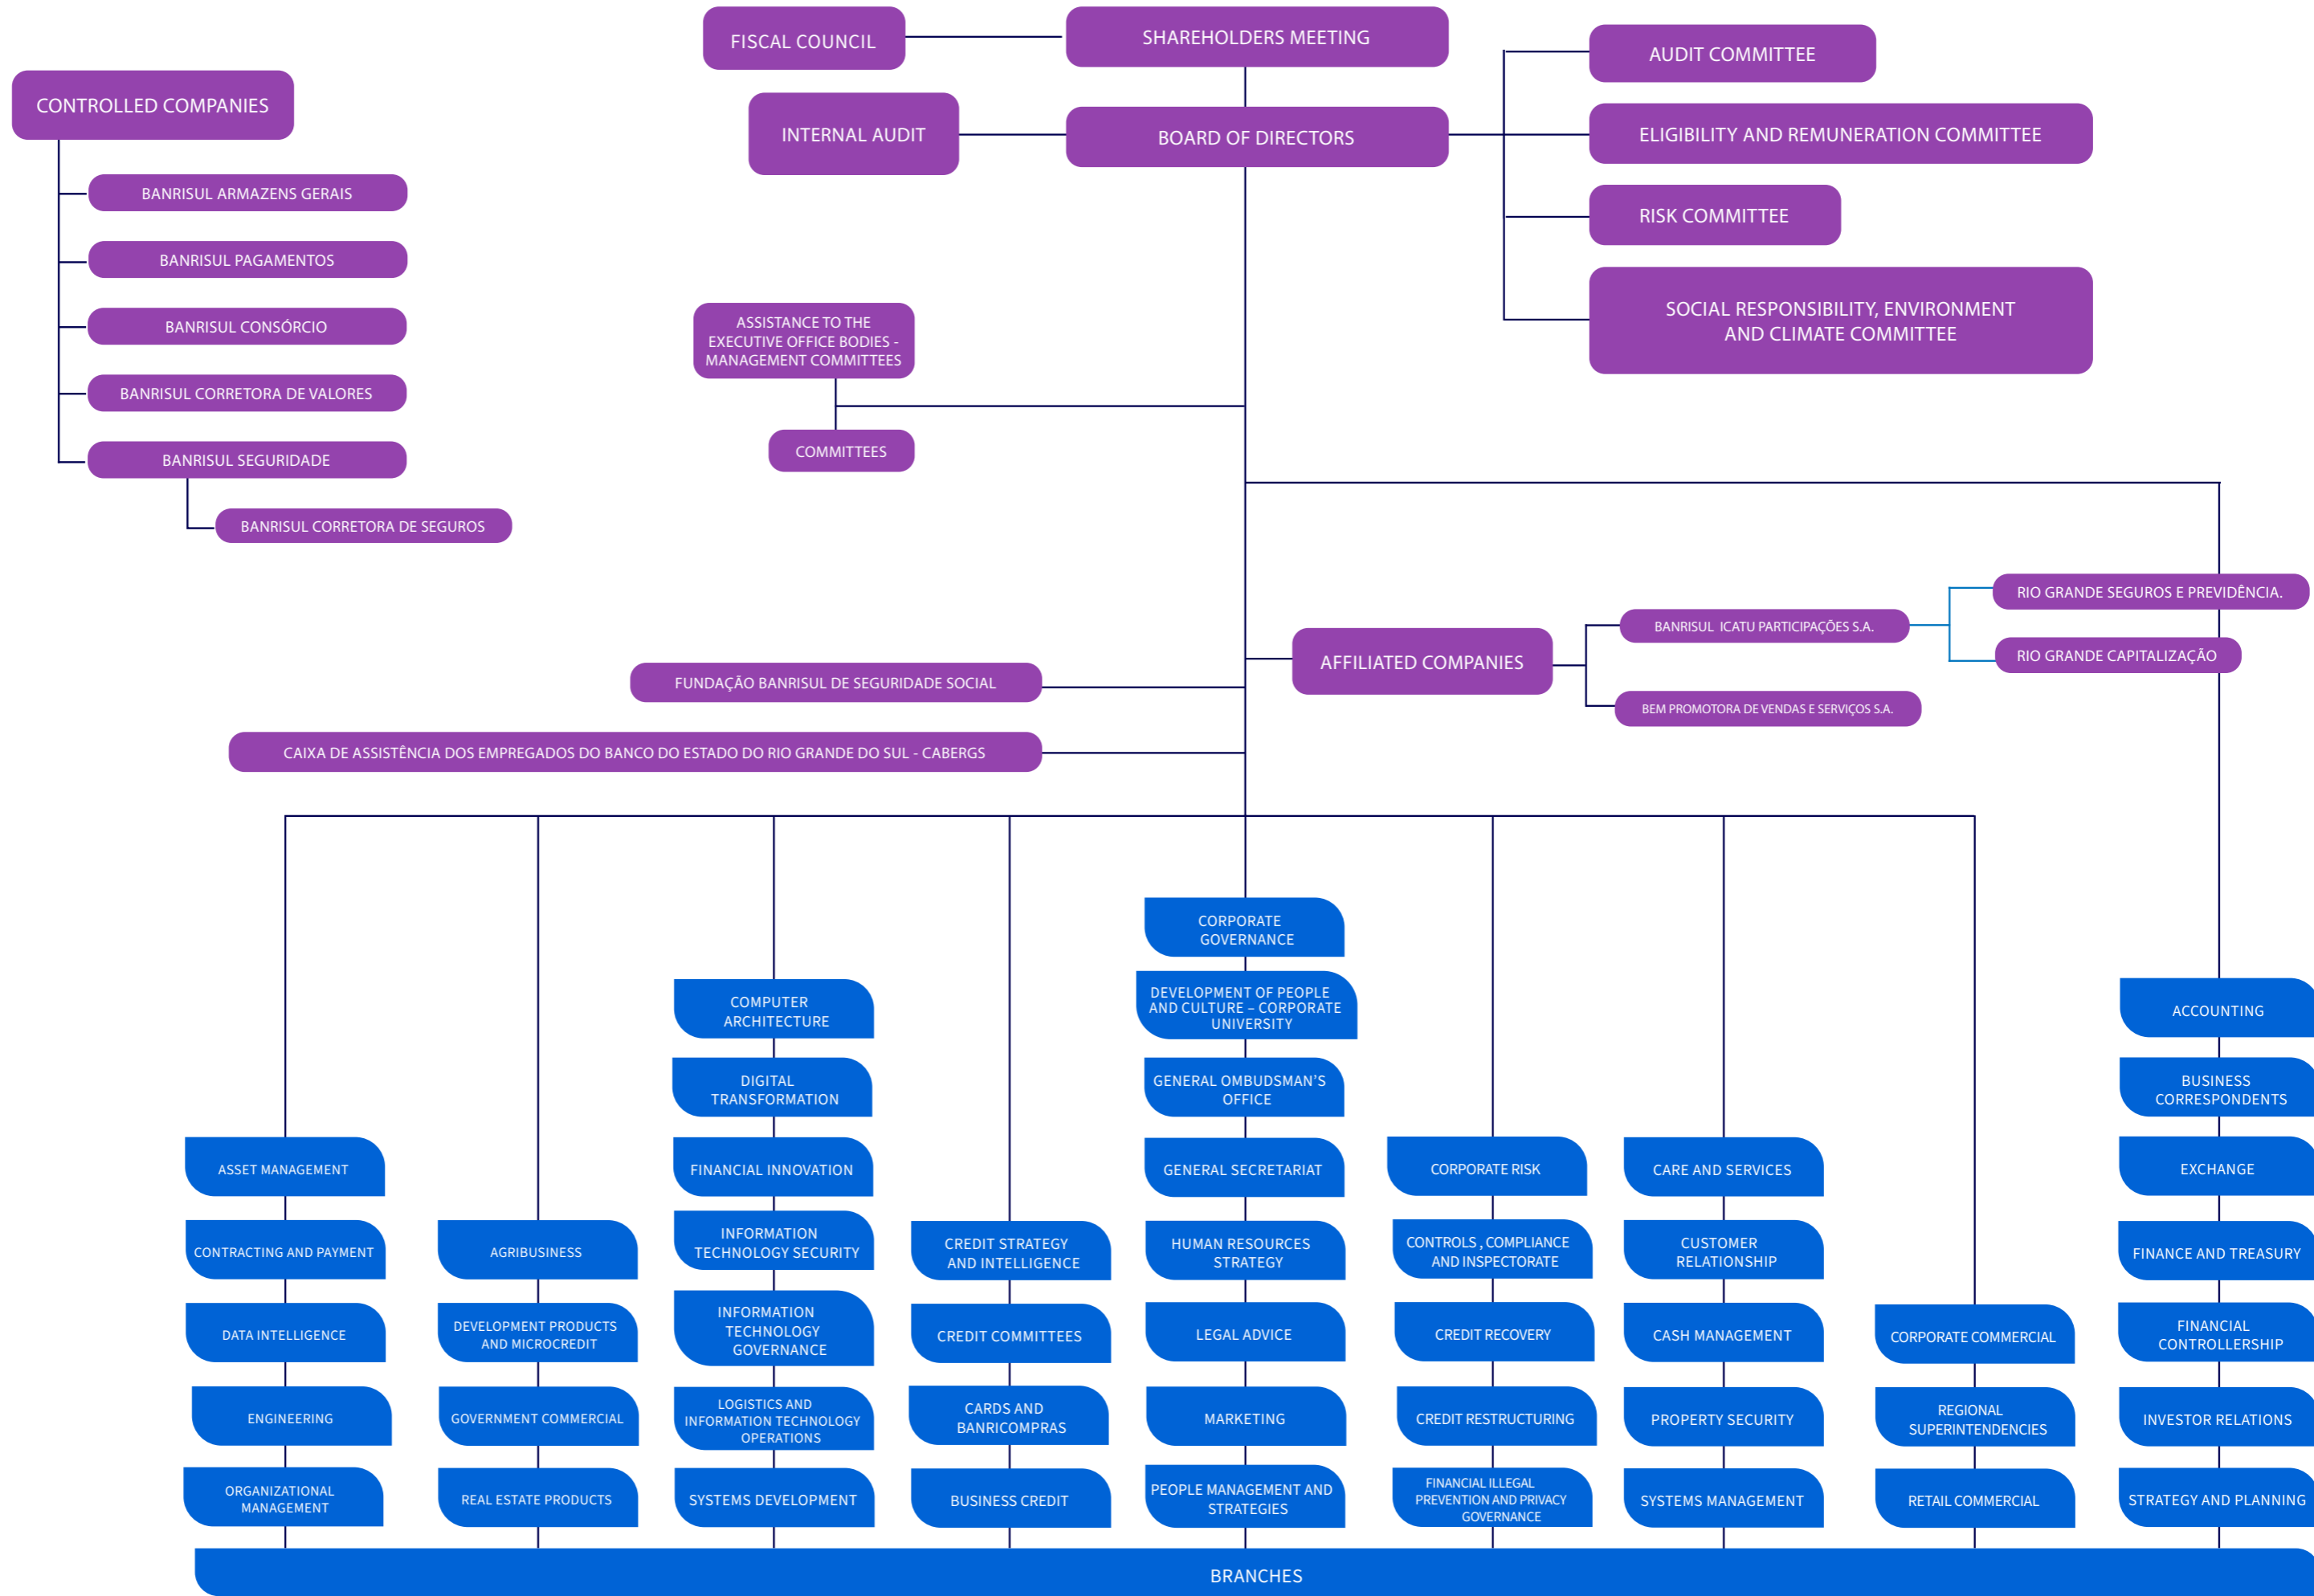 FISCAL COUNCIL
SHAREHOLDERS MEETING
AUDIT COMMITTEE
CONTROLLED COMPANIES
INTERNAL AUDIT
BOARD OF DIRECTORS
ELIGIBILITY AND REMUNERATION COMMITTEE
RISK COMMITTEE
SOCIAL RESPONSIBILITY, ENVIRONMENT
AND CLIMATE COMMITTEE
BANRISUL ARMAZENS GERAIS
BANRISUL PAGAMENTOS
BANRISUL CONSÓRCIO
BANRISUL CORRETORA DE VALORES
BANRISUL SEGURIDADE
BANRISUL CORRETORA DE SEGUROS
ASSISTANCE TO THE
EXECUTIVE OFFICE BODIES -
MANAGEMENT COMMITTEES
COMMITTEES
AFFILIATED COMPANIES
BANRISUL ICATU PARTICIPAÇÕES S.A.
RIO GRANDE SEGUROS E PREVIDÊNCIA.
RIO GRANDE CAPITALIZAÇÃO
BEM PROMOTORA DE VENDAS E SERVIÇOS S.A.
FUNDAÇÃO BANRISUL DE SEGURIDADE SOCIAL
CAIXA DE ASSISTÊNCIA DOS EMPREGADOS DO BANCO DO ESTADO DO RIO GRANDE DO SUL - CABERGS
ASSET MANAGEMENT
CONTRACTING AND PAYMENT
DATA INTELLIGENCE
ENGINEERING
ORGANIZATIONAL
MANAGEMENT
AGRIBUSINESS
DEVELOPMENT PRODUCTS
AND MICROCREDIT
GOVERNMENT COMMERCIAL
REAL ESTATE PRODUCTS
COMPUTER
ARCHITECTURE
DIGITAL
TRANSFORMATION
FINANCIAL INNOVATION
INFORMATION
TECHNOLOGY SECURITY
INFORMATION
TECHNOLOGY
GOVERNANCE
LOGISTICS AND
INFORMATION TECHNOLOGY
OPERATIONS
SYSTEMS DEVELOPMENT
CREDIT STRATEGY
AND INTELLIGENCE
CREDIT COMMITTEES
CARDS AND
BANRICOMPRAS
BUSINESS CREDIT
CORPORATE
GOVERNANCE
DEVELOPMENT OF PEOPLE
AND CULTURE – CORPORATE
UNIVERSITY
GENERAL OMBUDSMAN’S
OFFICE
GENERAL SECRETARIAT
HUMAN RESOURCES
STRATEGY
LEGAL ADVICE
MARKETING
PEOPLE MANAGEMENT AND
STRATEGIES
CORPORATE RISK
CONTROLS , COMPLIANCE
AND INSPECTORATE
CREDIT RECOVERY
CREDIT RESTRUCTURING
FINANCIAL ILLEGAL
PREVENTION AND PRIVACY
GOVERNANCE
CARE AND SERVICES
CUSTOMER
RELATIONSHIP
CASH MANAGEMENT
PROPERTY SECURITY
SYSTEMS MANAGEMENT
CORPORATE COMMERCIAL
REGIONAL
SUPERINTENDENCIES
RETAIL COMMERCIAL
ACCOUNTING
BUSINESS
CORRESPONDENTS
EXCHANGE
FINANCE AND TREASURY
FINANCIAL
CONTROLLERSHIP
INVESTOR RELATIONS
STRATEGY AND PLANNING
BRANCHES